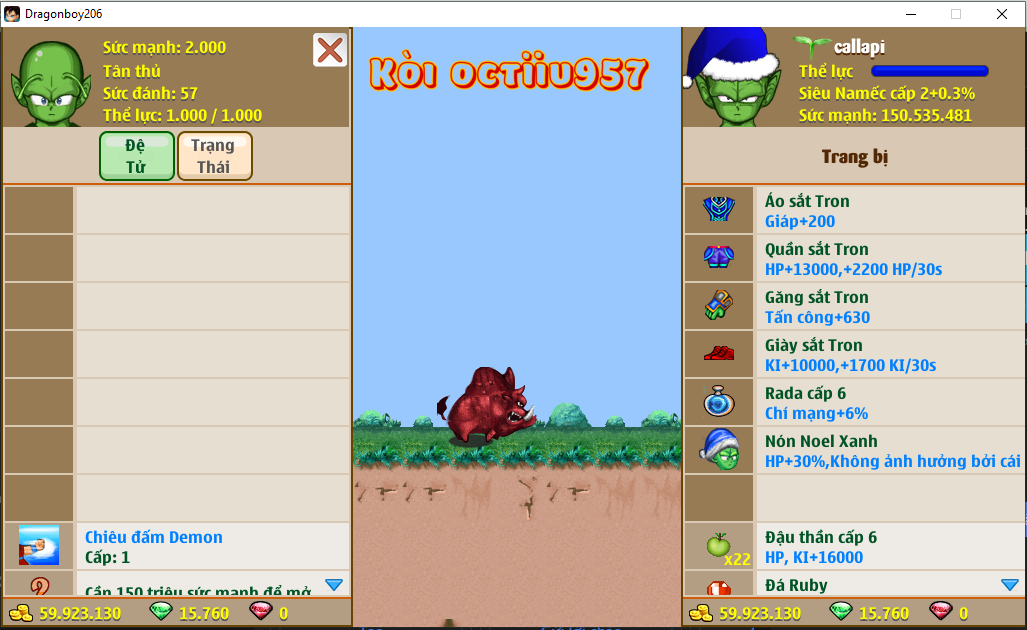 Dragonboy206
Sức mạnh: 2.000
Tân thủ
Sức đánh: 57
Thể lực: 1.000 / 1.000
Đệ
Tử
Trạng
Thái
Chiêu đấm Demon
Cấp: 1
Cần 150 triệu sức mạnh để mở
59.923.130
15.760
0
Kòi octiiu957
callapi
Thể lực
Siêu Namếc cấp 2+0.3%
Sức mạnh: 150.535.481
Trang bị
Áo sắt Tron
Giáp+200
Quần sắt Tron
HP+13000,+2200 HP/30s
Găng sắt Tron
Tấn công+630
Giày sắt Tron
KI+10000,+1700 KI/30s
Rada cấp 6
Chí mạng+6%
Nón Noel Xanh
HP+30%,Không ảnh hưởng bởi cái
x22
Đậu thần cấp 6
HP, KI+16000
Đá Ruby
59.923.130
15.760
0